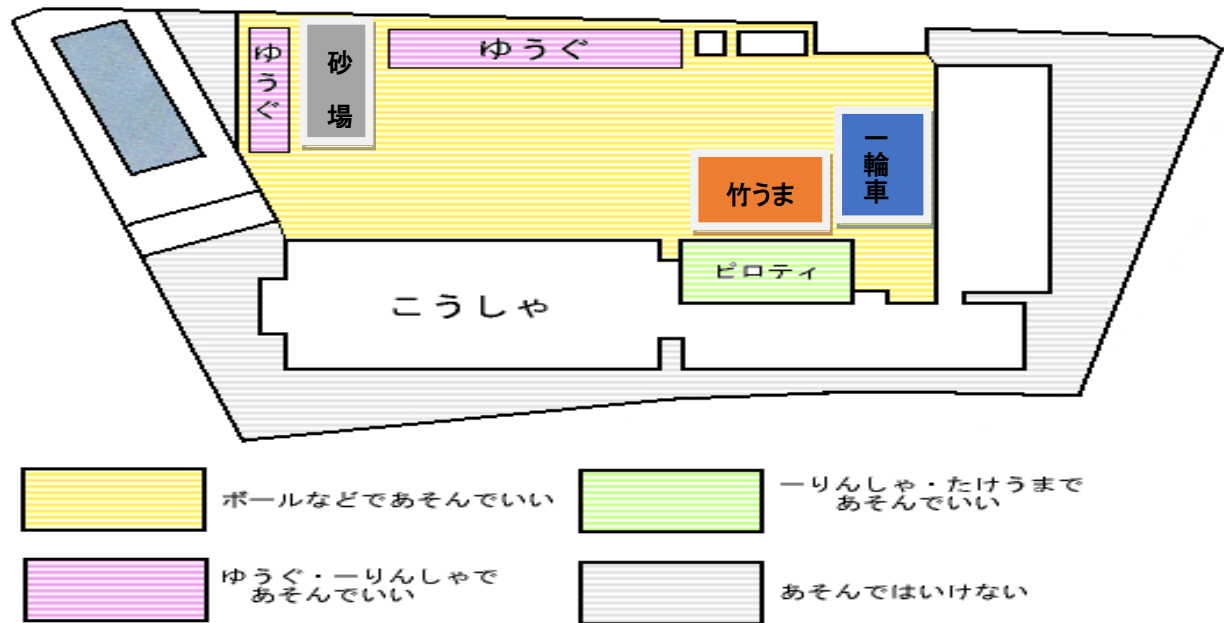 ゆうぐ
砂場
ゆうぐ
一輪車
竹うま
ピロティ
こうしゃ
ボールなどであそんでいい
一りんしゃ・たけうまで
あそんでいい
ゆうぐ・一りんしゃで
あそんでいい
あそんではいけない